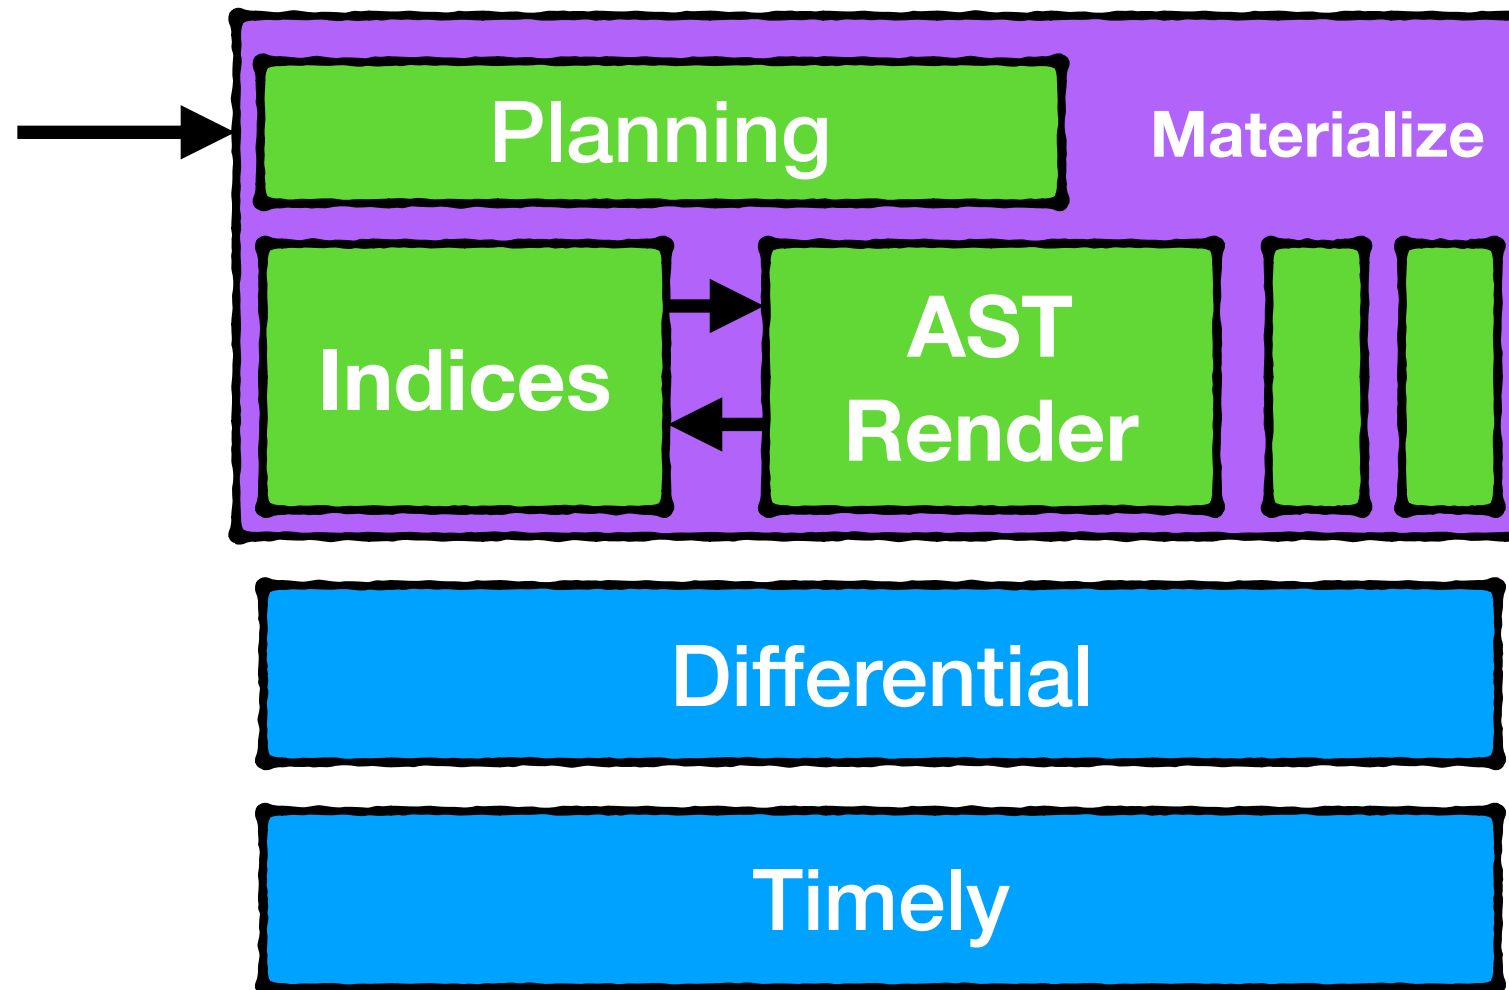 Planning
Materialize
Indices
AST
Render
Differential
Timely